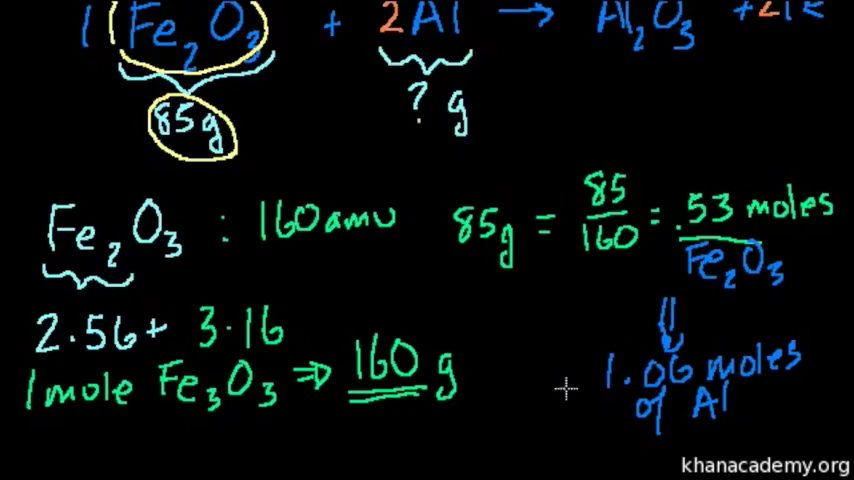 1 Fe2O3 + 2Al → Al2O3 + 2Fe
85g ? g
Fe2O3 : 160amu 85g = 85/160 = .53 moles
Fe2O3
2·56+ 3·16
1mole Fe3O3 ⇒ 160 g
1.06 moles
of Al
khanacademy.org